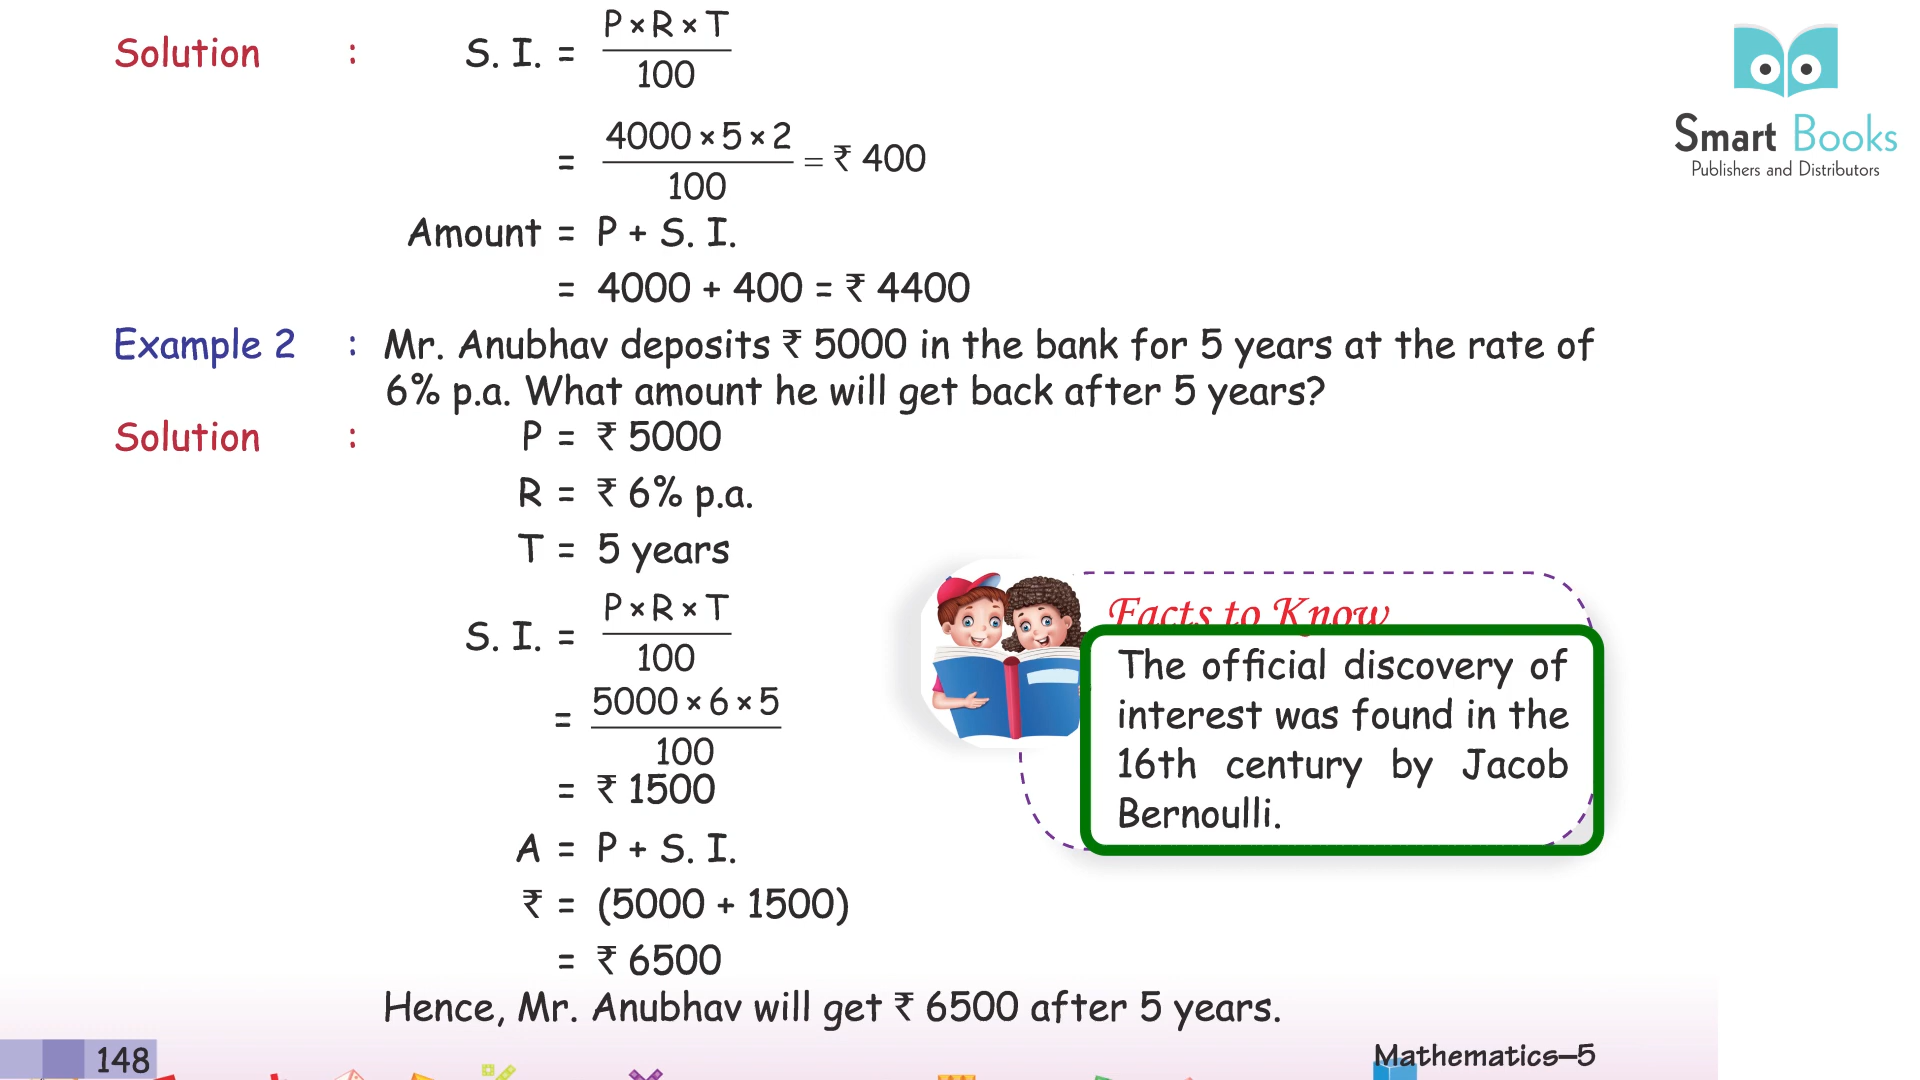 Solution : S. I. = P × R × T / 100
= 4000 × 5 × 2 / 100 = ₹ 400
Amount = P + S. I.
= 4000 + 400 = ₹ 4400
Example 2 : Mr. Anubhav deposits ₹ 5000 in the bank for 5 years at the rate of
6% p.a. What amount he will get back after 5 years?
Solution : P = ₹ 5000
R = ₹ 6% p.a.
T = 5 years
S. I. = P × R × T / 100
= 5000 × 6 × 5 / 100
= ₹ 1500
A = P + S. I.
₹ = (5000 + 1500)
= ₹ 6500
Hence, Mr. Anubhav will get ₹ 6500 after 5 years.
Facts to Know
The official discovery of
interest was found in the
16th century by Jacob
Bernoulli.
148
Mathematics–5
Smart Books
Publishers and Distributors